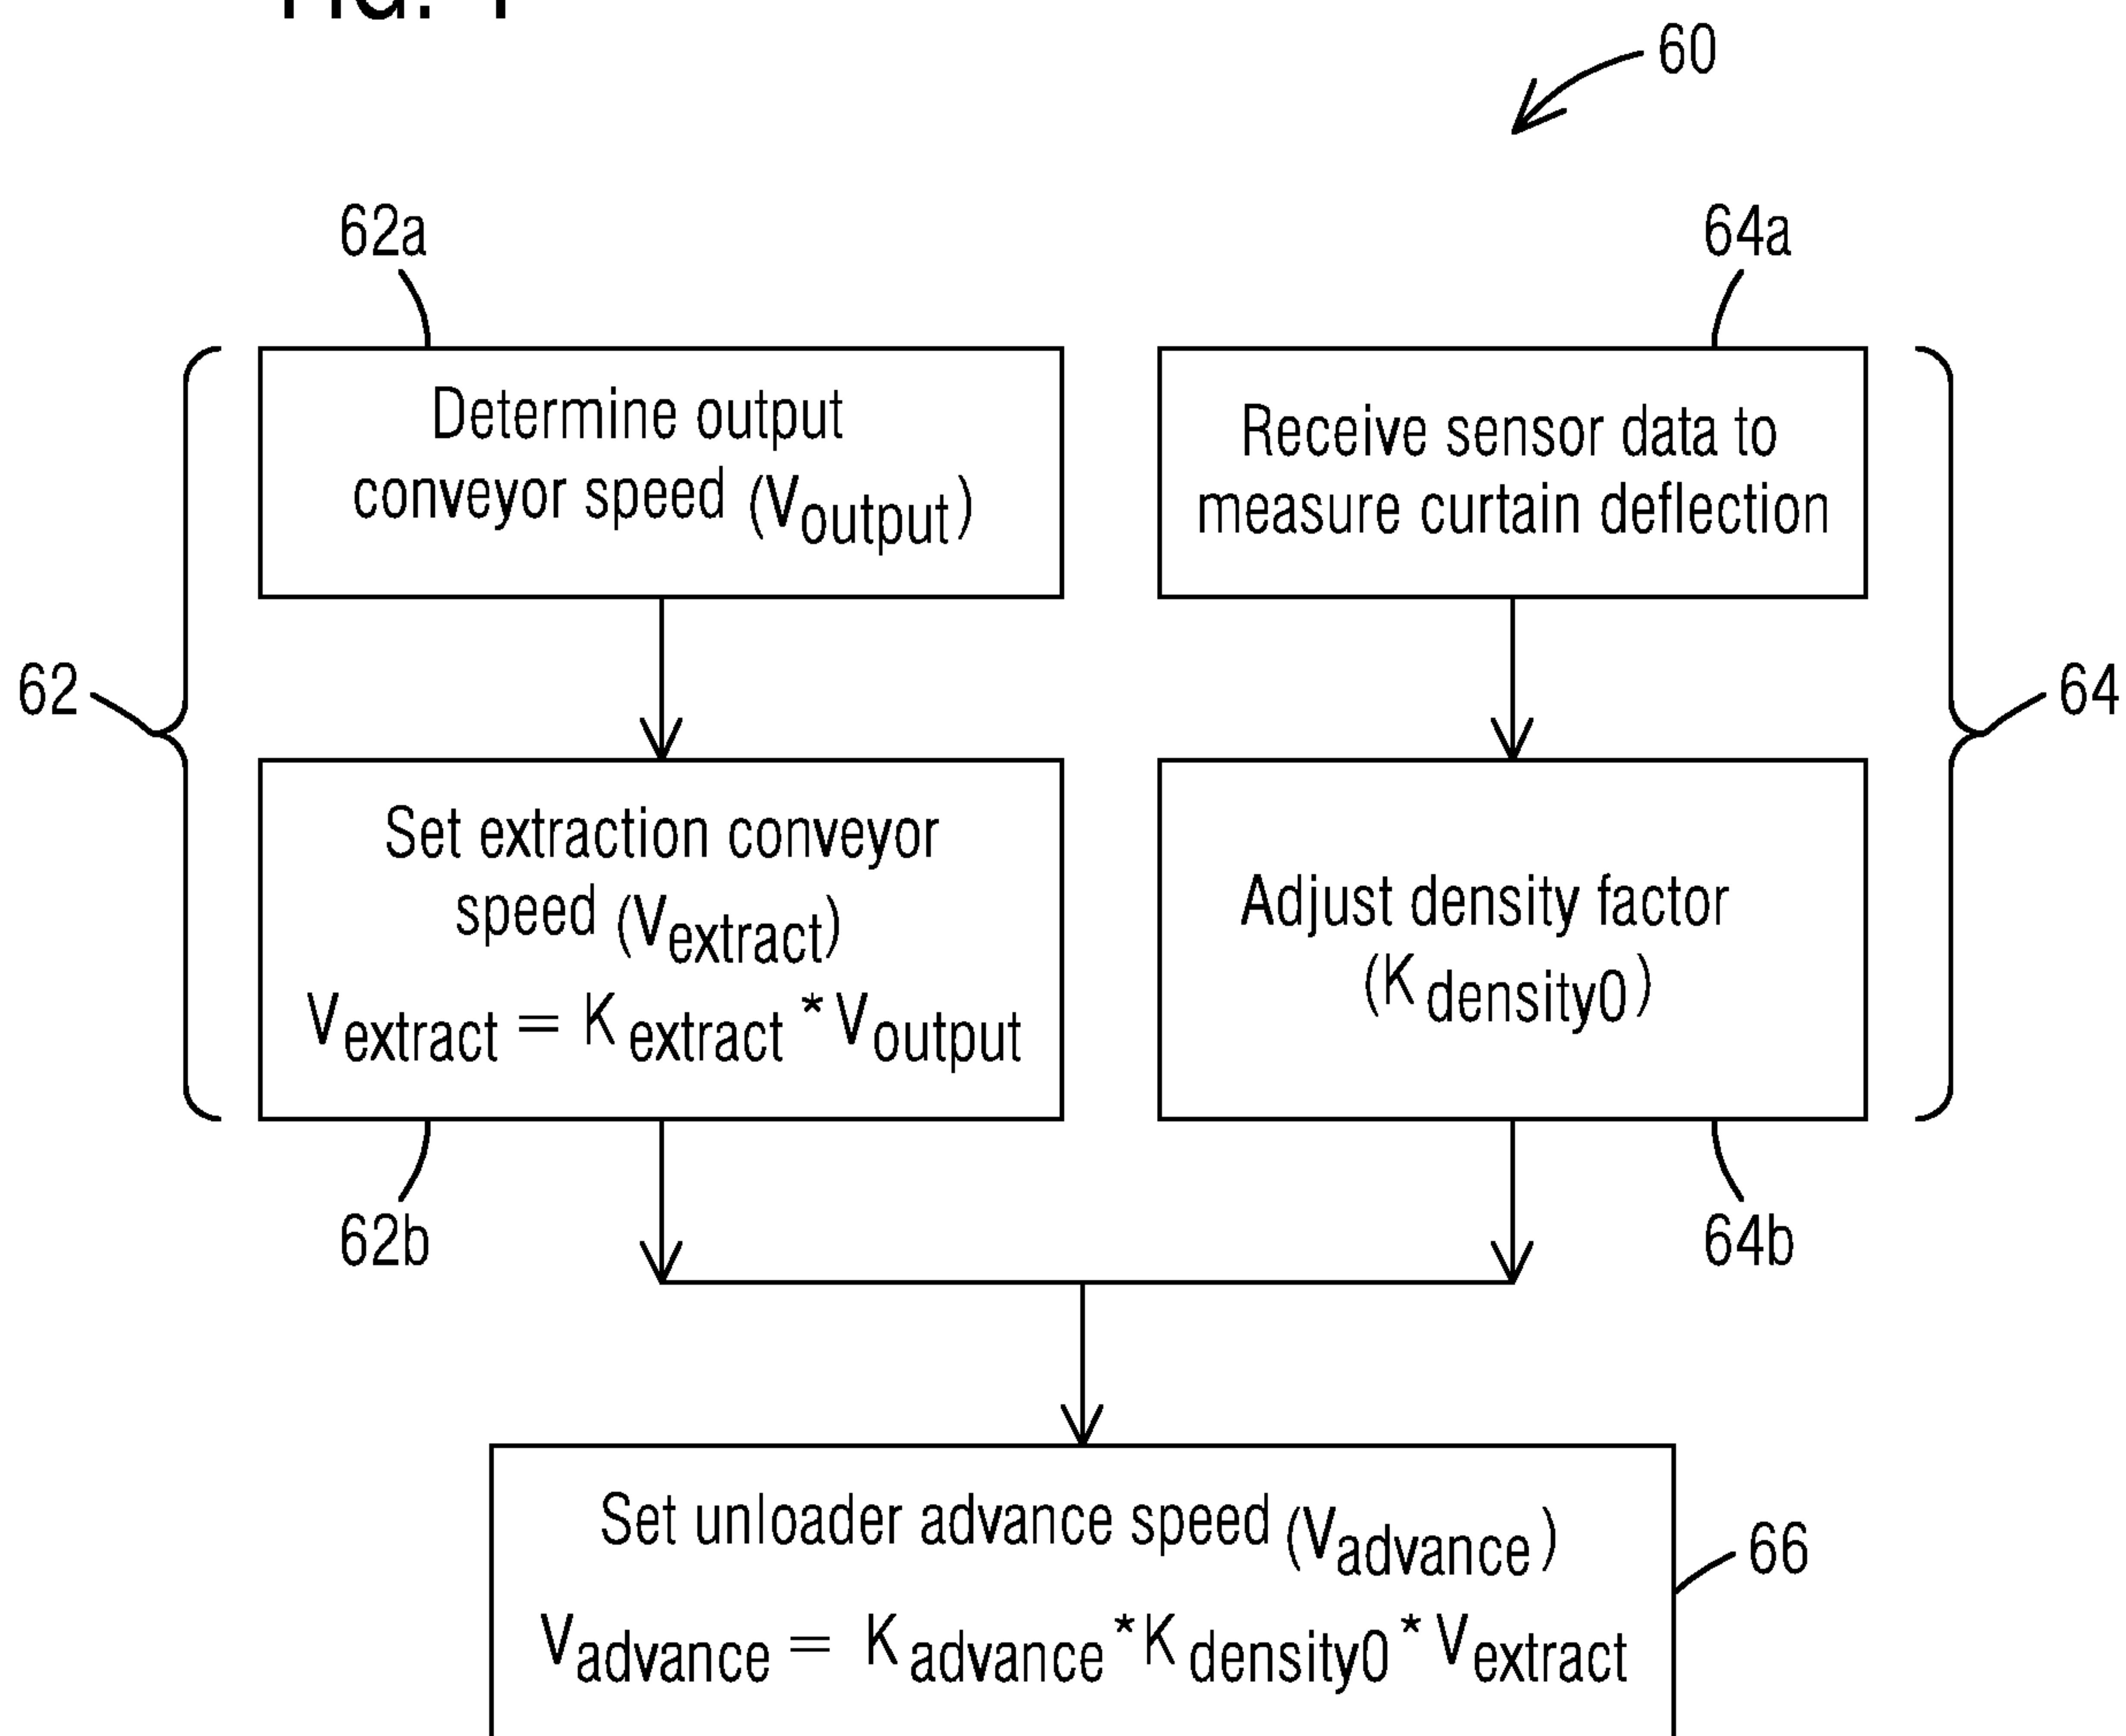 60
62a
64a
Determine output
conveyor speed (Voutput)
Receive sensor data to
measure curtain deflection
62
64
Set extraction conveyor
speed (Vextract)
Vextract = Kextract * Voutput
Adjust density factor
(Kdensity0)
62b
64b
Set unloader advance speed (Vadvance)
Vadvance = Kadvance * Kdensity0 * Vextract
66